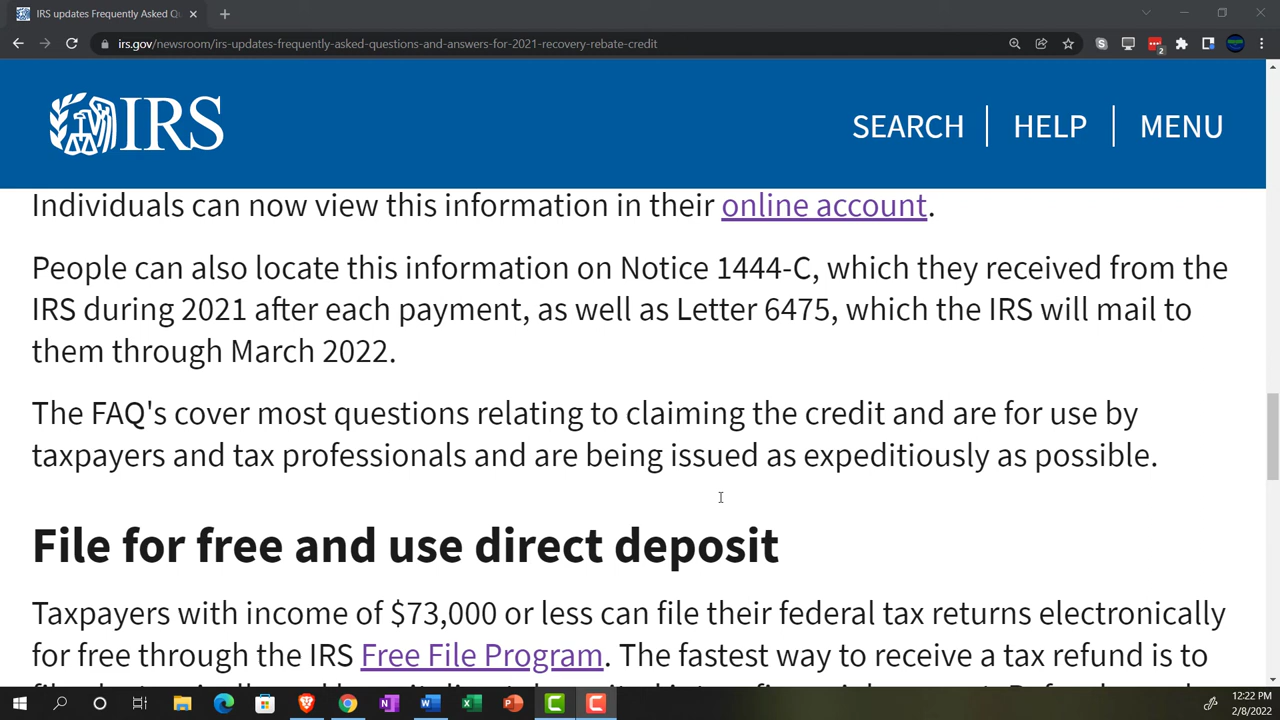 IRS updates Frequently Asked Q
irs.gov/newsroom/irs-updates-frequently-asked-questions-and-answers-for-2021-recovery-rebate-credit
2
IRS
SEARCH
HELP
MENU
Individuals can now view this information in their online account.
People can also locate this information on Notice 1444-C, which they received from the
IRS during 2021 after each payment, as well as Letter 6475, which the IRS will mail to
them through March 2022.
The FAQ's cover most questions relating to claiming the credit and are for use by
taxpayers and tax professionals and are being issued as expeditiously as possible.
File for free and use direct deposit
Taxpayers with income of $73,000 or less can file their federal tax returns electronically
for free through the IRS Free File Program. The fastest way to receive a tax refund is to
12:22 PM
2/8/2022